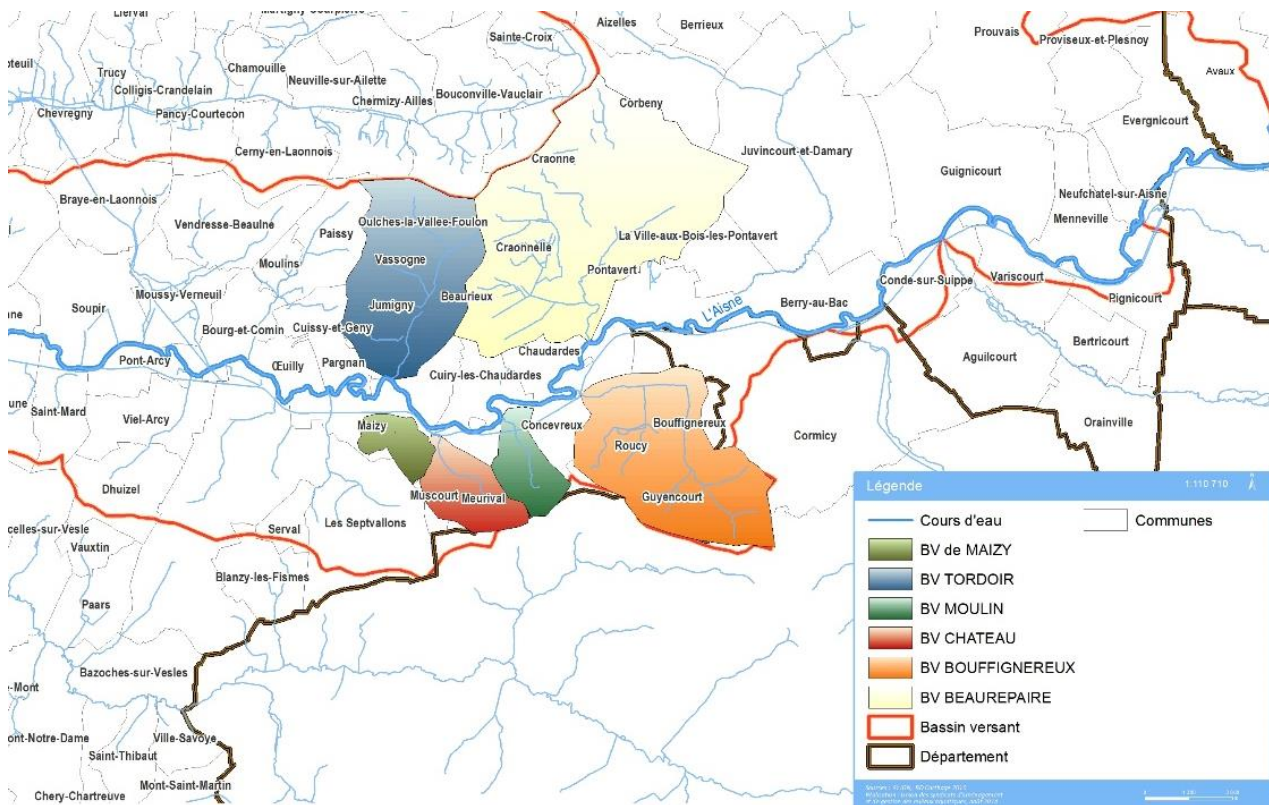 Lierval
Aizelles
Berrieux
Prouvais
Proviseux-et-Plesnoy
Sainte-Croix
Trucy
Chamouille
Avaux
Neuville-sur-Ailette
Colligis-Crandelain
Chermizy-Ailles
Bouconville-Vauclair
Corbeny
Chevregny
Pancy-Courtecon
Evergnicourt
Cerny-en-Laonnois
Craonne
Juvincourt-et-Damary
Guignicourt
Braye-en-Laonnois
Neufchatel-sur-Aisne
Vendresse-Beaulne
Paissy
Oulches-la-Vallee-Foulon
Menneville
La Ville-aux-Bois-les-Pontavert
Craonnelle
Vassogne
Moulins
Pontavert
Conde-sur-Suippe
Variscourt
Moussy-Verneuil
Beaurieux
Pignicourt
Soupir
Jumigny
L'Aisne
Berry-au-Bac
Bourg-et-Comin
Cuissy-et-Geny
Bertricourt
Pont-Arcy
Œuilly
Pargnan
Chaudardes
Aguilcourt
Cuiry-les-Chaudardes
Saint-Mard
Viel-Arcy
Maizy
Concevreux
Bouffignereux
Orainville
Cormicy
Roucy
Dhuizel
Muscourt
Meurival
Guyencourt
Les Septvallons
Serval
Vauxtin
Blanzy-les-Fismes
Paars
Bazoches-sur-Vesles
Ville-Savoye
Saint-Thibaut
Mont-Saint-Martin
Chery-Chartreuve
Légende
1:110 710
Cours d'eau
Communes
BV de MAIZY
BV TORDOIR
BV MOULIN
BV CHATEAU
BV BOUFFIGNEREUX
BV BEAUREPAIRE
Bassin versant
Département